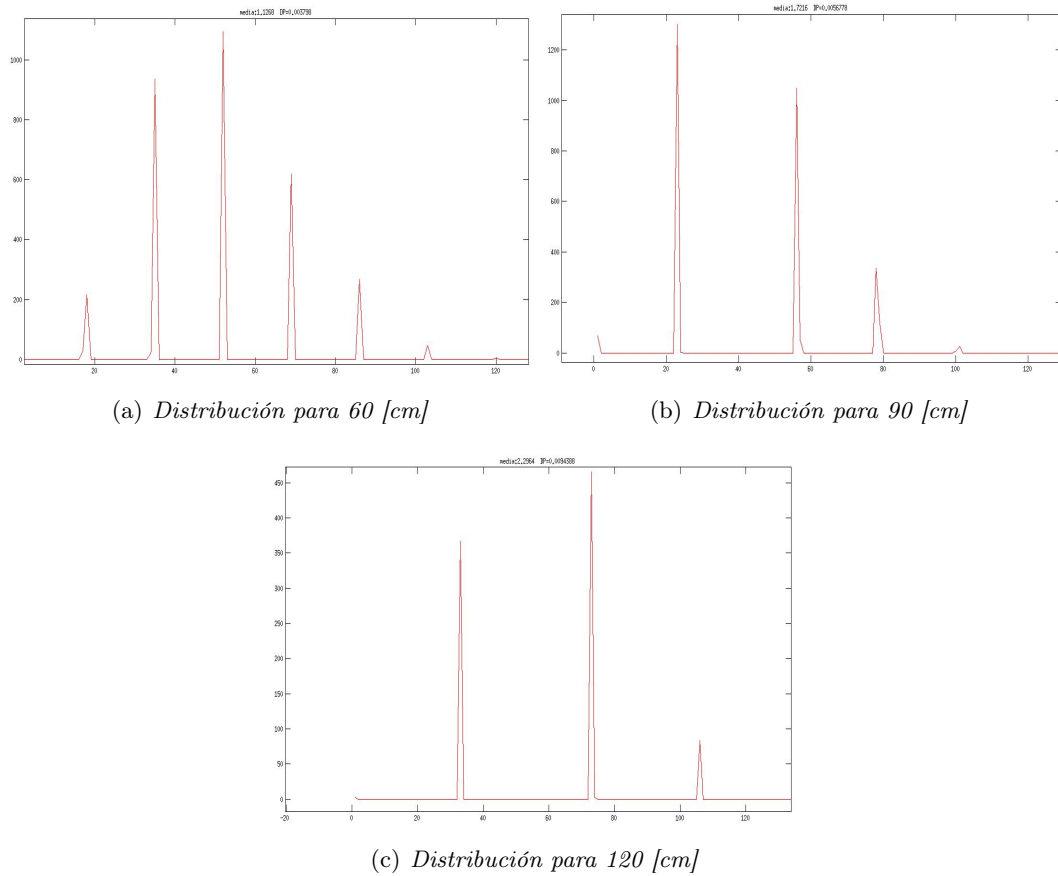 media:1.1268 DP=0.003798
1000
800
600
400
200
0
20 40 60 80 100 120
(a) Distribución para 60 [cm]
media:1.7216 DP=0.0056778
1200
1000
800
600
400
200
0
0 20 40 60 80 100 120
(b) Distribución para 90 [cm]
media:2.2964 DP=0.0094388
450
400
350
300
250
200
150
100
50
0
-20 0 20 40 60 80 100 120
(c) Distribución para 120 [cm]